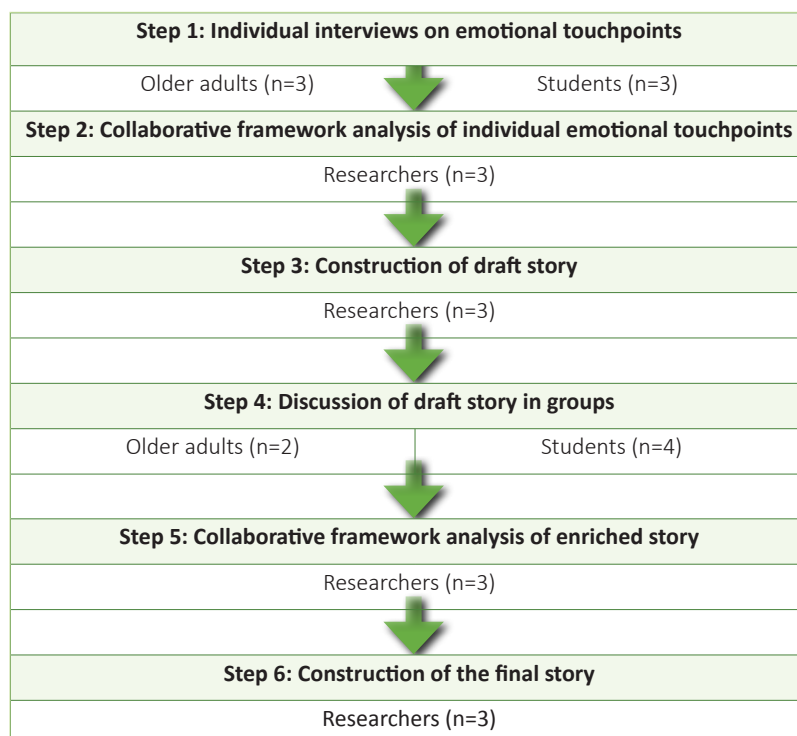 Step 1: Individual interviews on emotional touchpoints
Older adults (n=3) Students (n=3)
Step 2: Collaborative framework analysis of individual emotional touchpoints
Researchers (n=3)
Step 3: Construction of draft story
Researchers (n=3)
Step 4: Discussion of draft story in groups
Older adults (n=2) Students (n=4)
Step 5: Collaborative framework analysis of enriched story
Researchers (n=3)
Step 6: Construction of the final story
Researchers (n=3)